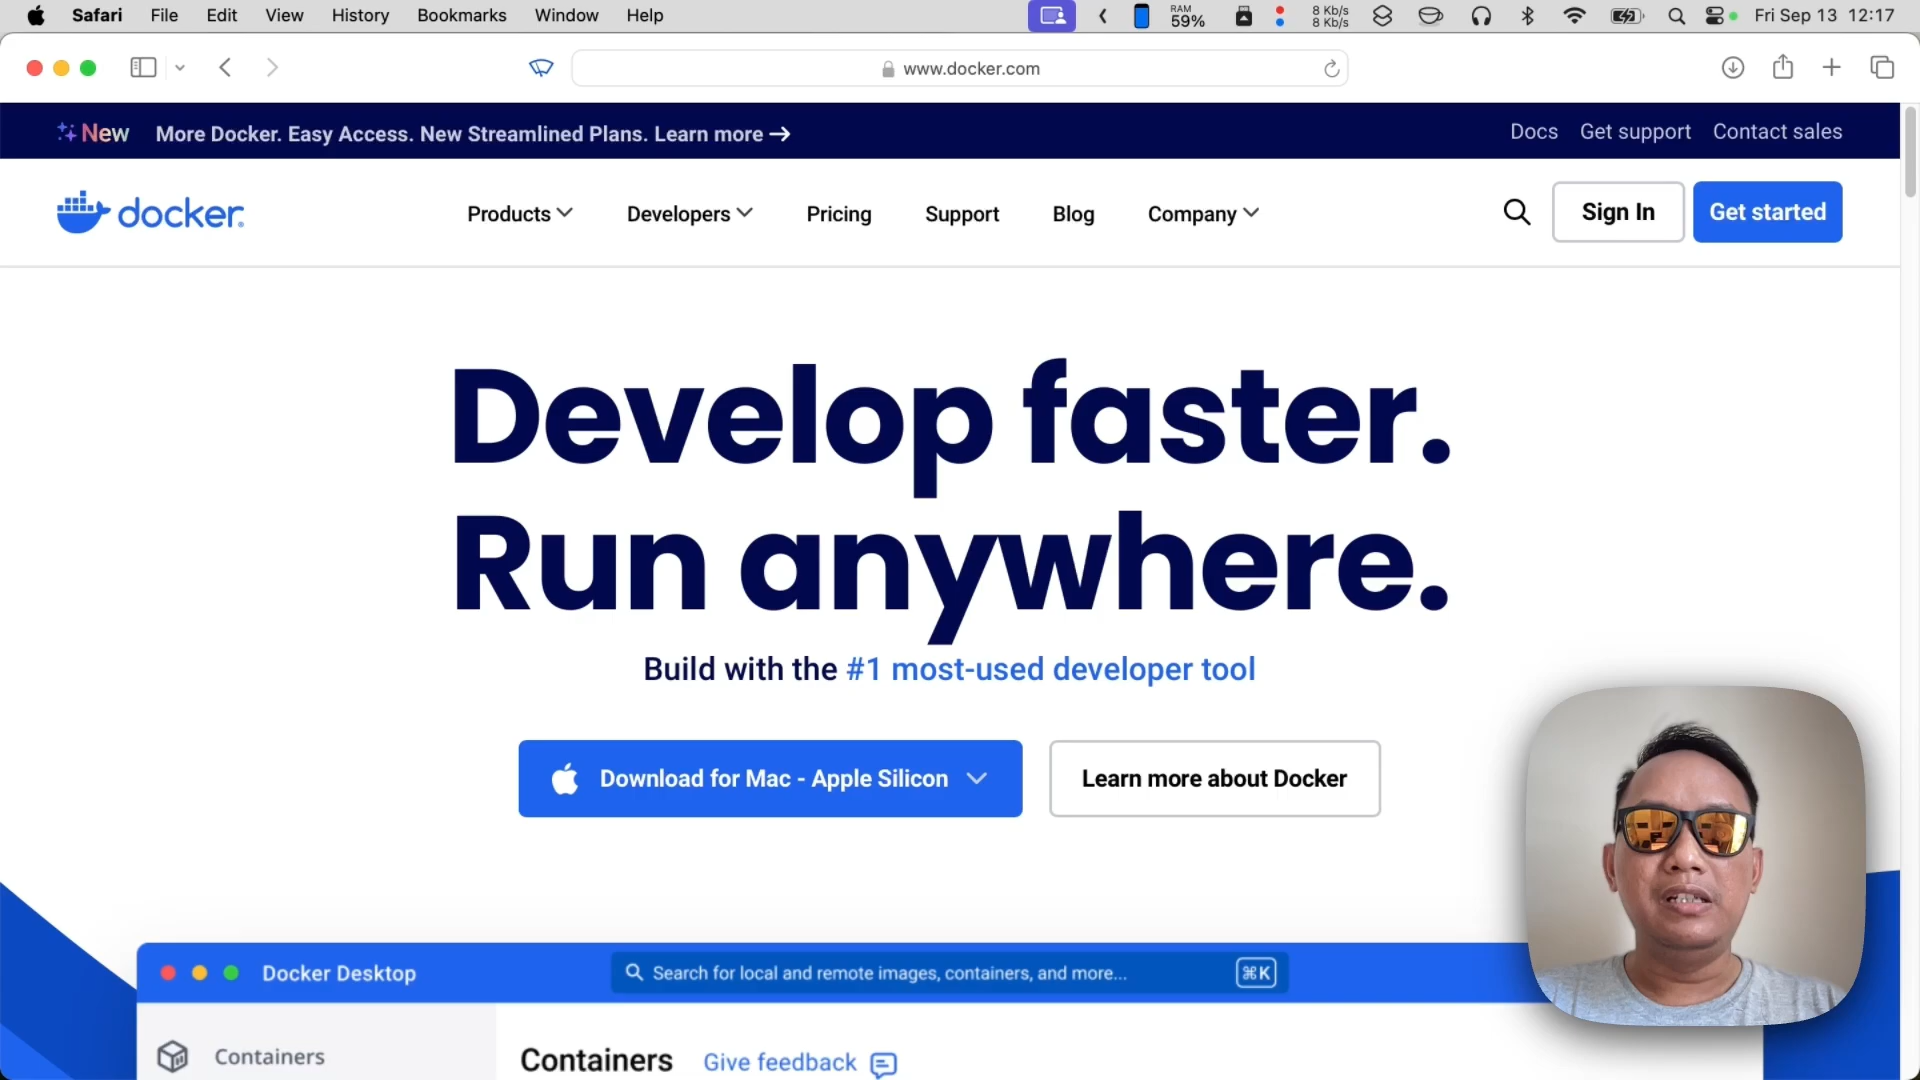 Safari File Edit View History Bookmarks Window Help RAM 59% 8 Kb/s 8 Kb/s Fri Sep 13 12:17
www.docker.com
New More Docker. Easy Access. New Streamlined Plans. Learn more → Docs Get support Contact sales
docker Products Developers Pricing Support Blog Company Sign In Get started
Develop faster.
Run anywhere.
Build with the #1 most-used developer tool
Download for Mac - Apple Silicon Learn more about Docker
Docker Desktop Search for local and remote images, containers, and more... ⌘K
Containers Containers Give feedback